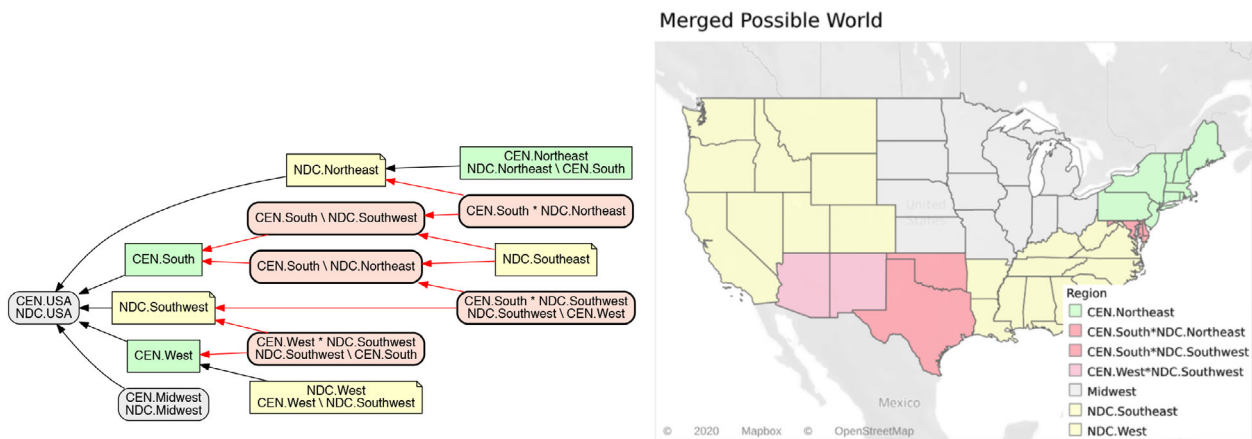 Merged Possible World
CEN.Northeast
NDC.Northeast \ CEN.South
NDC.Northeast
CEN.South * NDC.Northeast
CEN.South \ NDC.Southwest
CEN.South
CEN.South \ NDC.Northeast
NDC.Southeast
CEN.USA
NDC.USA
NDC.Southwest
CEN.South * NDC.Southwest
NDC.Southwest \ CEN.West
CEN.West * NDC.Southwest
NDC.Southwest \ CEN.South
CEN.West
NDC.West
CEN.West \ NDC.Southwest
CEN.Midwest
NDC.Midwest
United
States
Mexico
Region
CEN.Northeast
CEN.South*NDC.Northeast
CEN.South*NDC.Southwest
CEN.West*NDC.Southwest
Midwest
NDC.Southeast
NDC.West
© 2020 Mapbox © OpenStreetMap